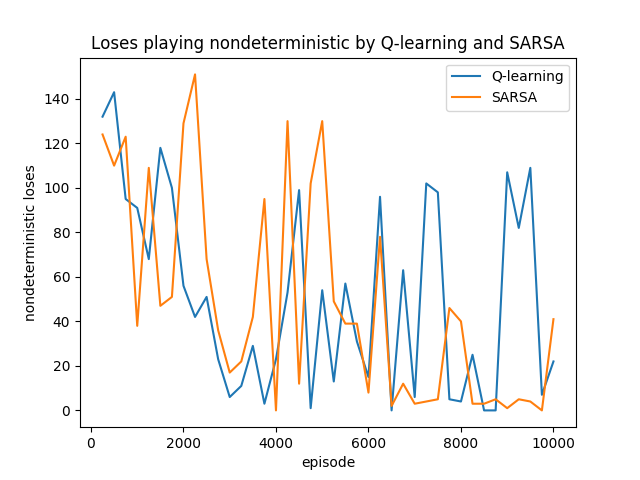 Loses playing nondeterministic by Q-learning and SARSA
Q-learning
SARSA
nondeterministic loses
140
120
100
80
60
40
20
0
0 2000 4000 6000 8000 10000
episode